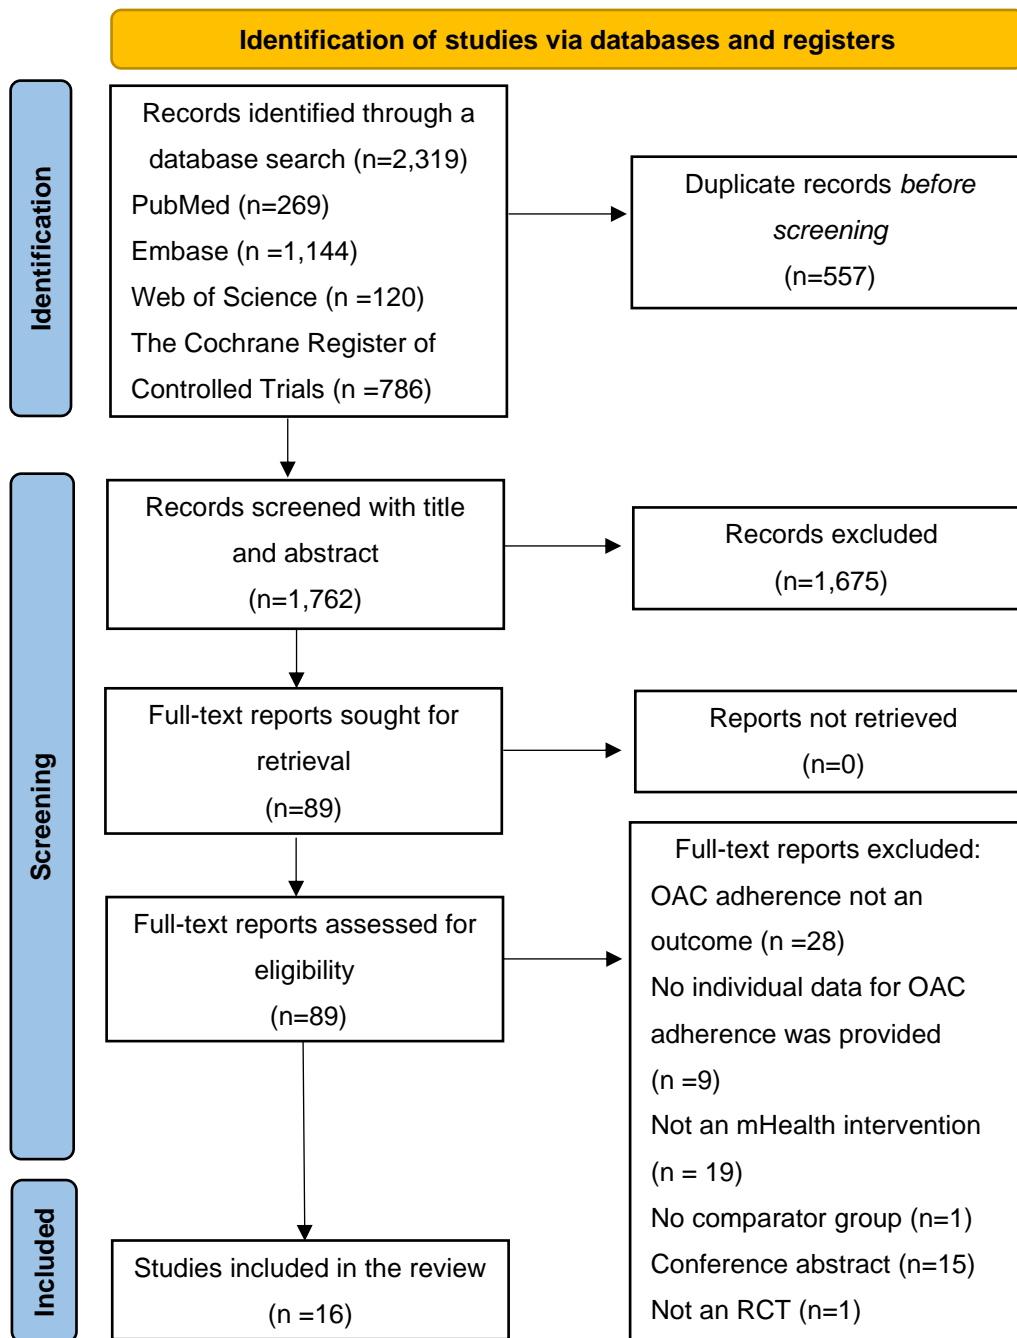 Identification of studies via databases and registers
Identification
Records identified through a
database search (n=2,319)
PubMed (n=269)
Embase (n =1,144)
Web of Science (n =120)
The Cochrane Register of
Controlled Trials (n =786)
Duplicate records before
screening
(n=557)
Screening
Records screened with title
and abstract
(n=1,762)
Records excluded
(n=1,675)
Full-text reports sought for
retrieval
(n=89)
Reports not retrieved
(n=0)
Full-text reports assessed for
eligibility
(n=89)
Full-text reports excluded:
OAC adherence not an
outcome (n =28)
No individual data for OAC
adherence was provided
(n =9)
Not an mHealth intervention
(n = 19)
No comparator group (n=1)
Conference abstract (n=15)
Not an RCT (n=1)
Included
Studies included in the review
(n =16)